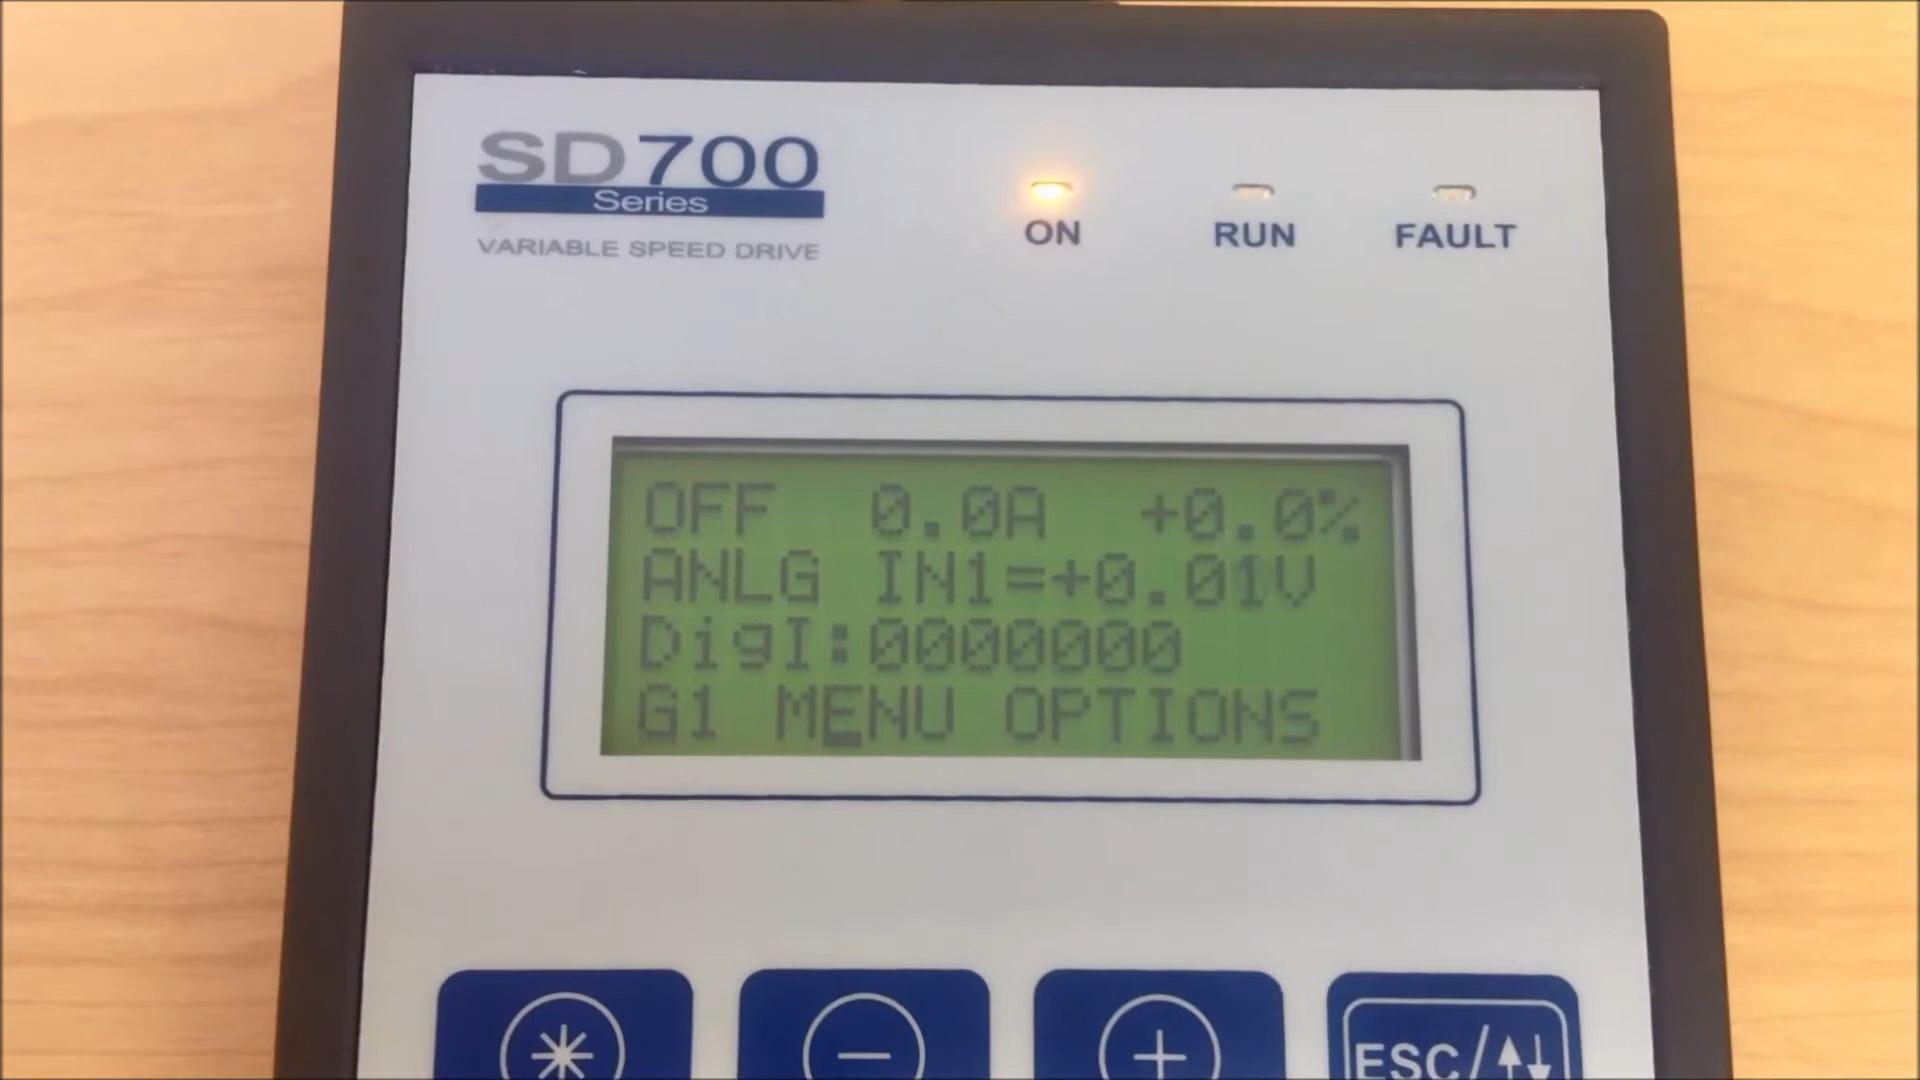 SD700
Series
VARIABLE SPEED DRIVE
ON RUN FAULT
OFF 0.0A +0.0%
ANLG IN1=+0.01V
DigI:0000000
G1 MENU OPTIONS
ESC/